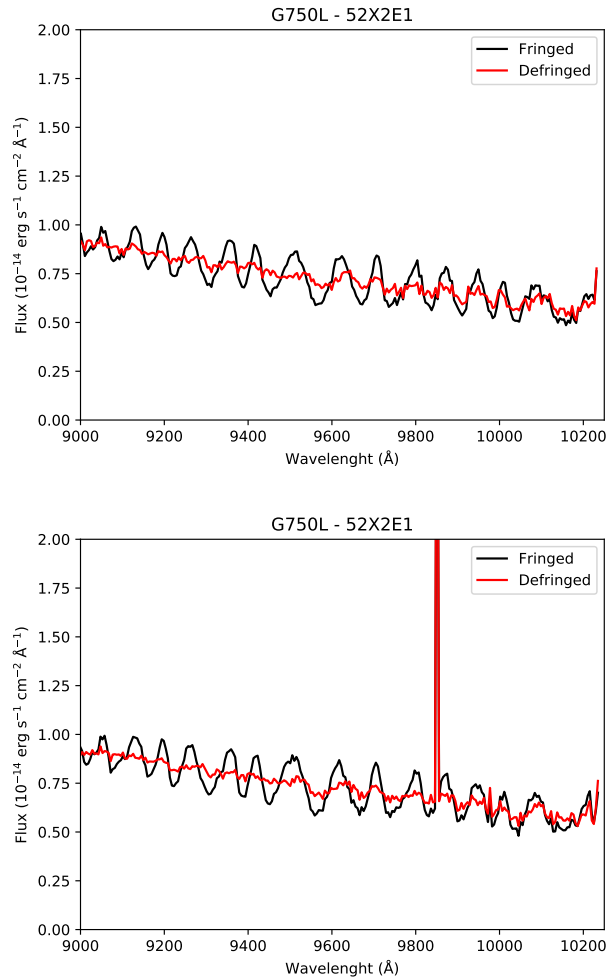 G750L - 52X2E1
2.00
1.75
1.50
1.25
1.00
0.75
0.50
0.25
0.00
Flux (10⁻¹⁴ erg s⁻¹ cm⁻² Å⁻¹)
Fringed
Defringed
9000 9200 9400 9600 9800 10000 10200
Wavelenght (Å)
G750L - 52X2E1
2.00
1.75
1.50
1.25
1.00
0.75
0.50
0.25
0.00
Flux (10⁻¹⁴ erg s⁻¹ cm⁻² Å⁻¹)
Fringed
Defringed
9000 9200 9400 9600 9800 10000 10200
Wavelenght (Å)